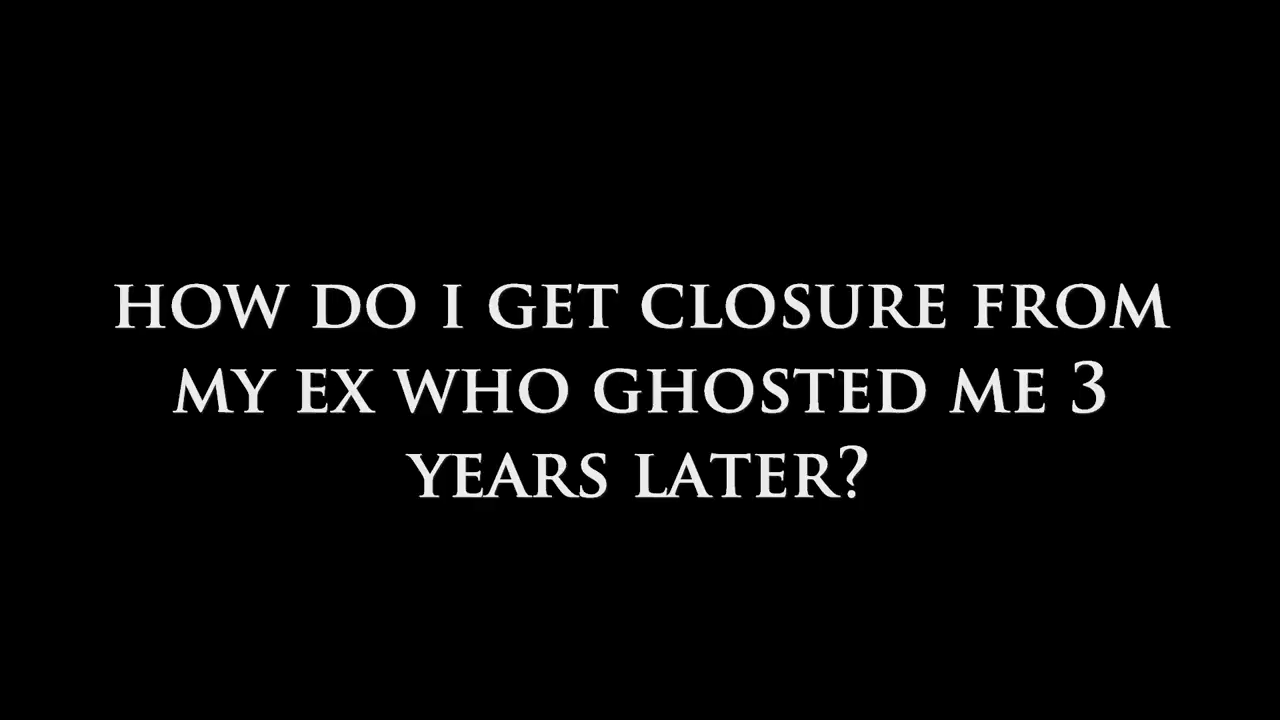 HOW DO I GET CLOSURE FROM
MY EX WHO GHOSTED ME 3
YEARS LATER?